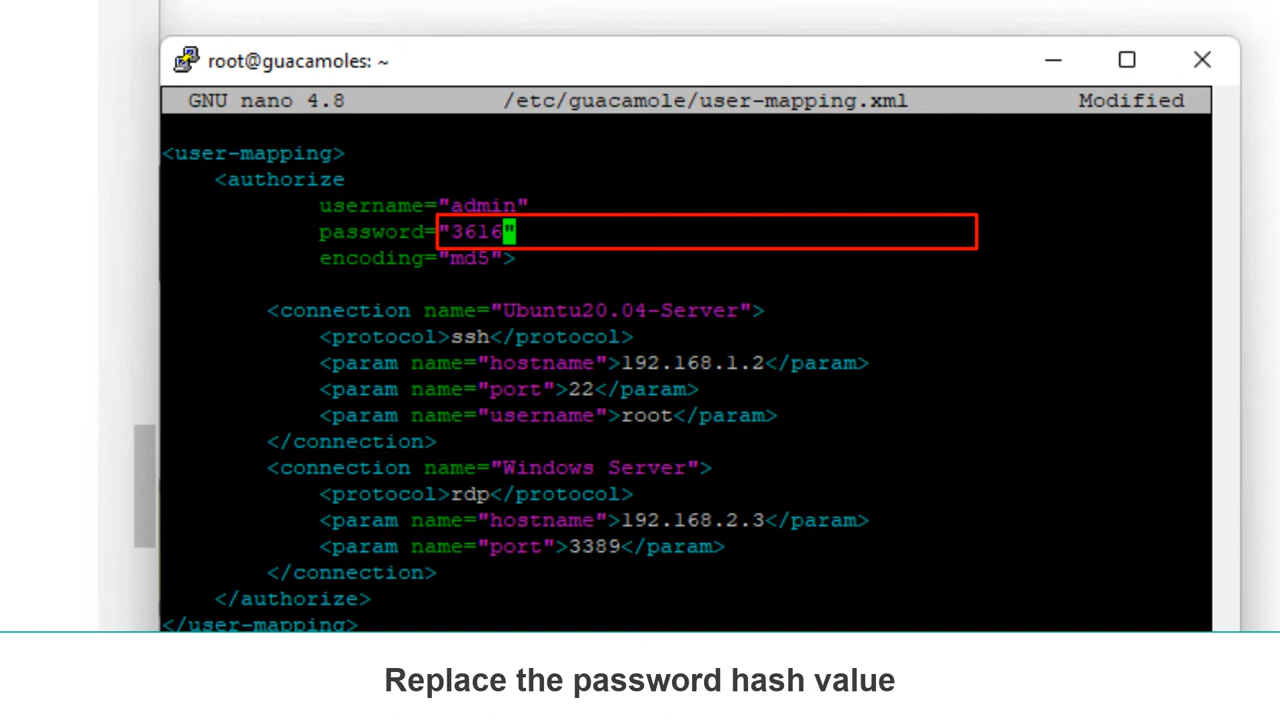 root@guacamoles: ~
GNU nano 4.8 /etc/guacamole/user-mapping.xml Modified
<user-mapping>
<authorize
username="admin"
password="3616"
encoding="md5">
<connection name="Ubuntu20.04-Server">
<protocol>ssh</protocol>
<param name="hostname">192.168.1.2</param>
<param name="port">22</param>
<param name="username">root</param>
</connection>
<connection name="Windows Server">
<protocol>rdp</protocol>
<param name="hostname">192.168.2.3</param>
<param name="port">3389</param>
</connection>
</authorize>
</user-mapping>
Replace the password hash value